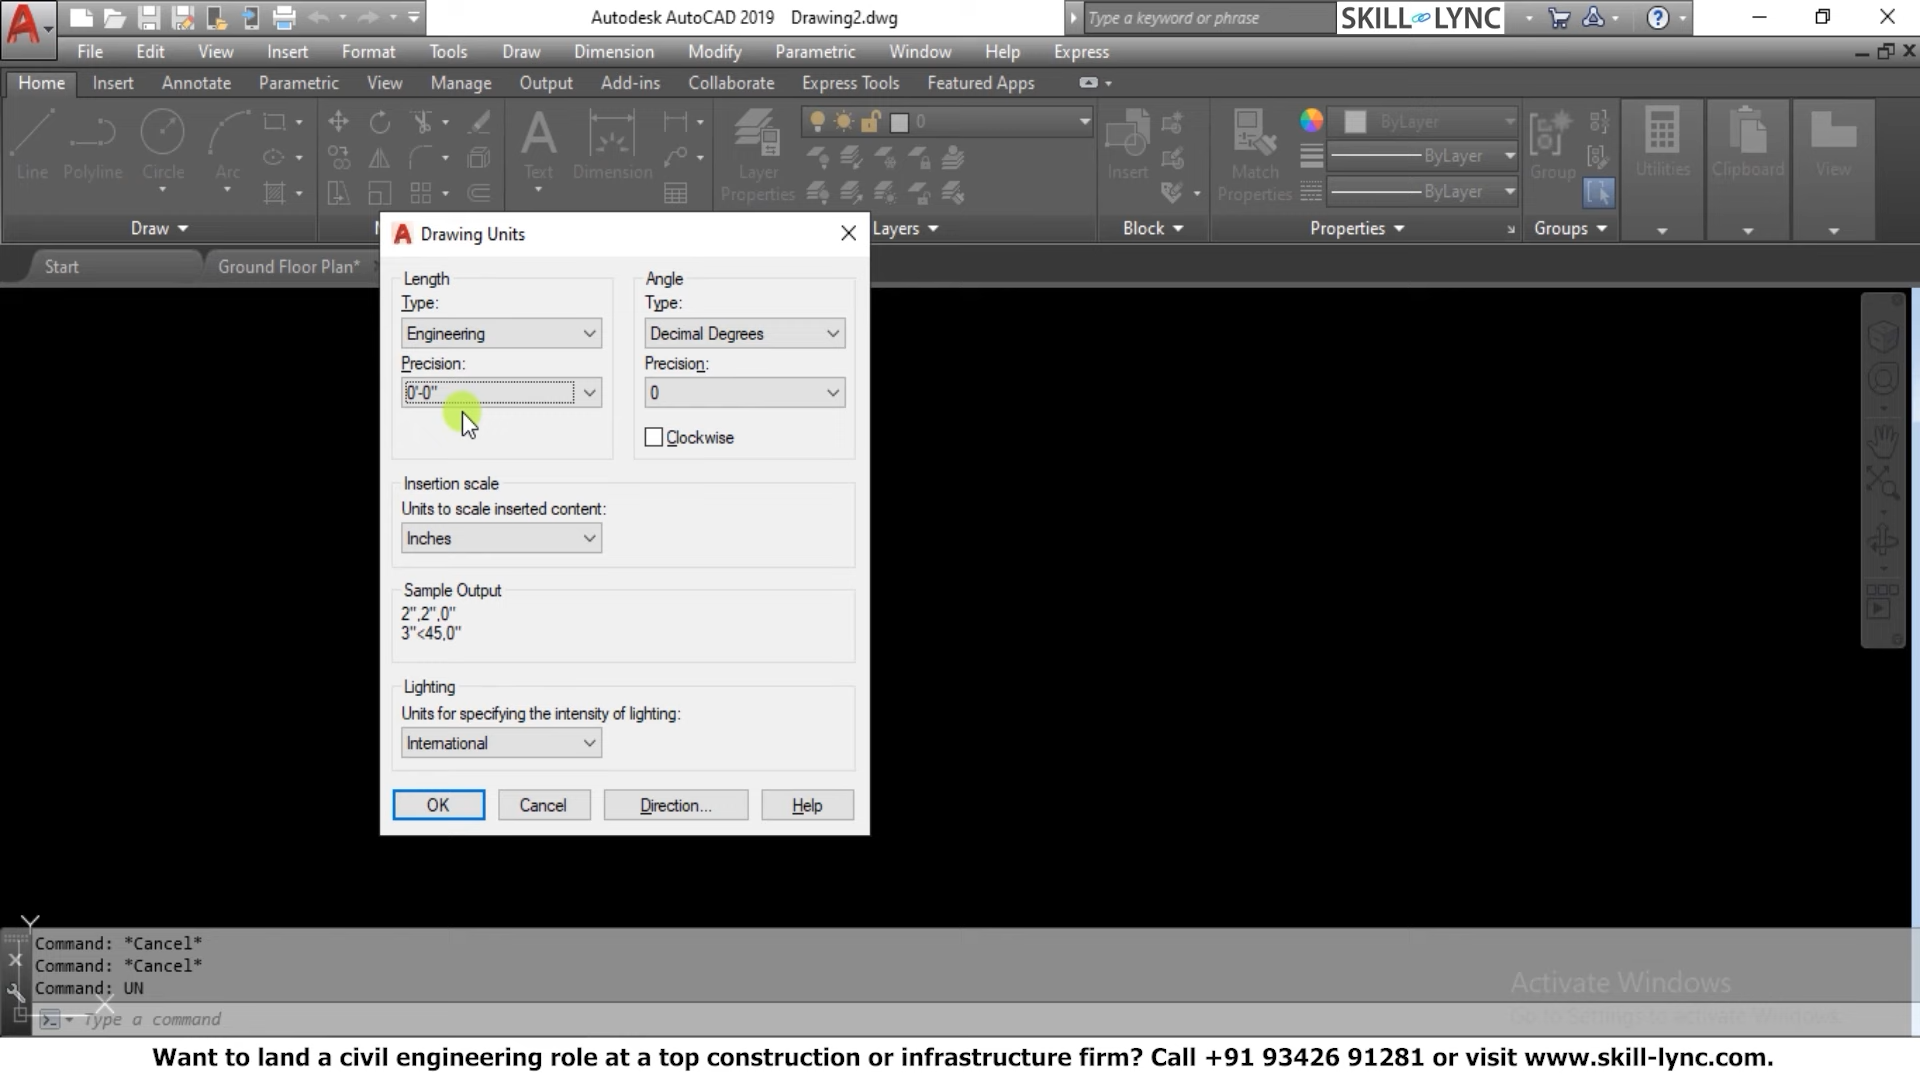 Autodesk AutoCAD 2019 Drawing2.dwg
Type a keyword or phrase
SKILL LYNC
File Edit View Insert Format Tools Draw Dimension Modify Parametric Window Help Express
Home Insert Annotate Parametric View Manage Output Add-ins Collaborate Express Tools Featured Apps
0
ByLayer
ByLayer
ByLayer
Line Polyline Circle Arc
Text Dimension
Layer
Properties
Insert
Match
Properties
Group
Utilities
Clipboard
View
Draw
Layers
Block
Properties
Groups
Start
Ground Floor Plan*
Drawing Units
Length
Type:
Engineering
Precision:
0'-0"
Angle
Type:
Decimal Degrees
Precision:
0
Clockwise
Insertion scale
Units to scale inserted content:
Inches
Sample Output
2",2",0"
3"<45,0"
Lighting
Units for specifying the intensity of lighting:
International
OK Cancel Direction... Help
Y
Command: *Cancel*
Command: *Cancel*
Command: UN
X
Type a command
Activate Windows
Go to Settings to activate Windows.
Want to land a civil engineering role at a top construction or infrastructure firm? Call +91 93426 91281 or visit www.skill-lync.com.